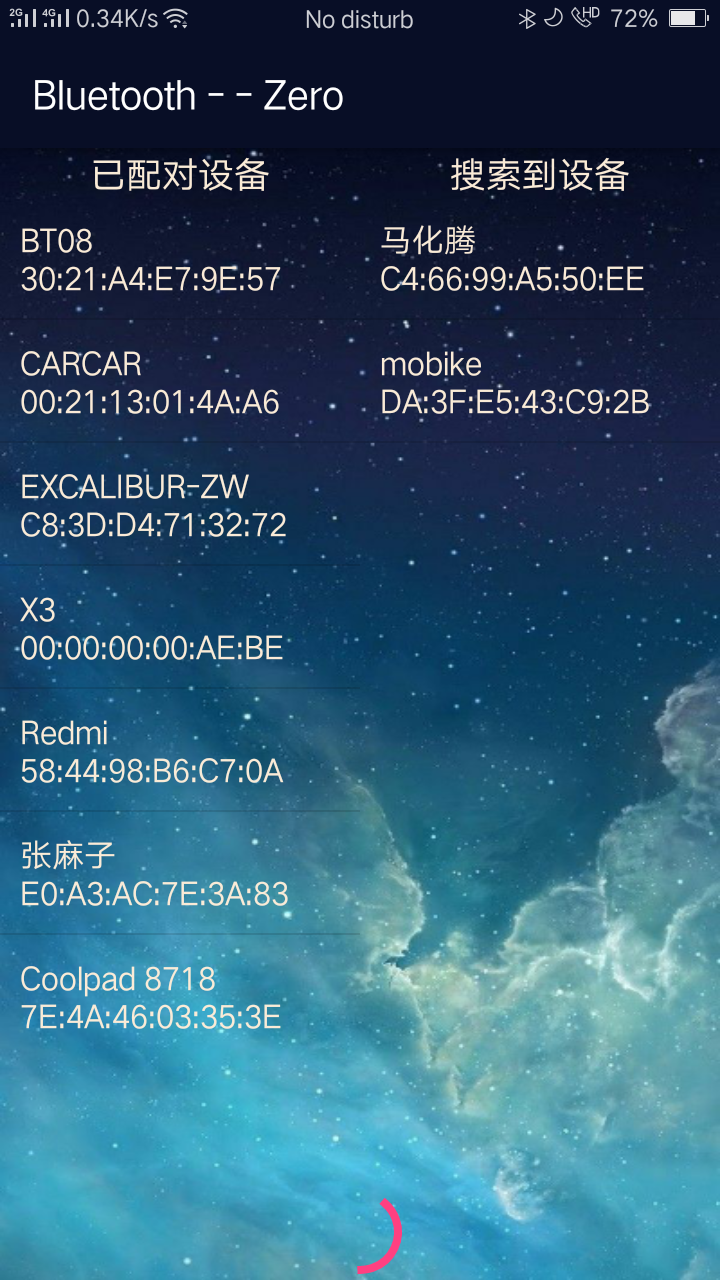 2G 4G 0.34K/s No disturb HD 72%
Bluetooth - - Zero
已配对设备
BT08
30:21:A4:E7:9E:57
CARCAR
00:21:13:01:4A:A6
EXCALIBUR-ZW
C8:3D:D4:71:32:72
X3
00:00:00:00:AE:BE
Redmi
58:44:98:B6:C7:0A
张麻子
E0:A3:AC:7E:3A:83
Coolpad 8718
7E:4A:46:03:35:3E
搜索到设备
马化腾
C4:66:99:A5:50:EE
mobike
DA:3F:E5:43:C9:2B